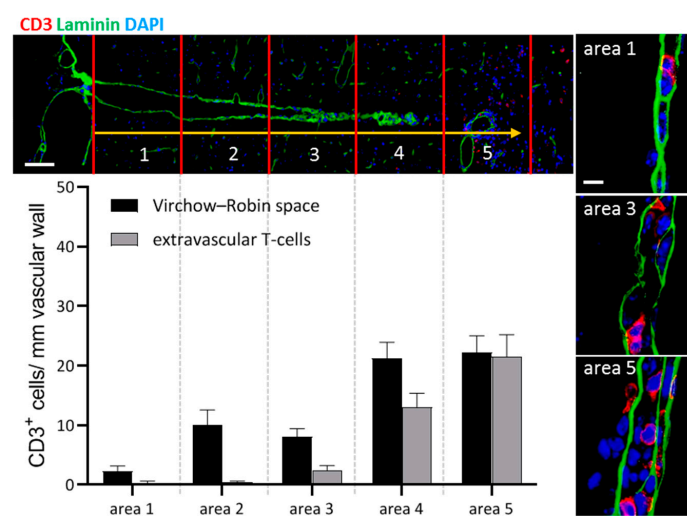 CD3 Laminin DAPI
1
2
3
4
5
area 1
area 3
area 5
50
40
30
20
10
0
CD3⁺ cells/ mm vascular wall
Virchow–Robin space
extravascular T-cells
area 1
area 2
area 3
area 4
area 5